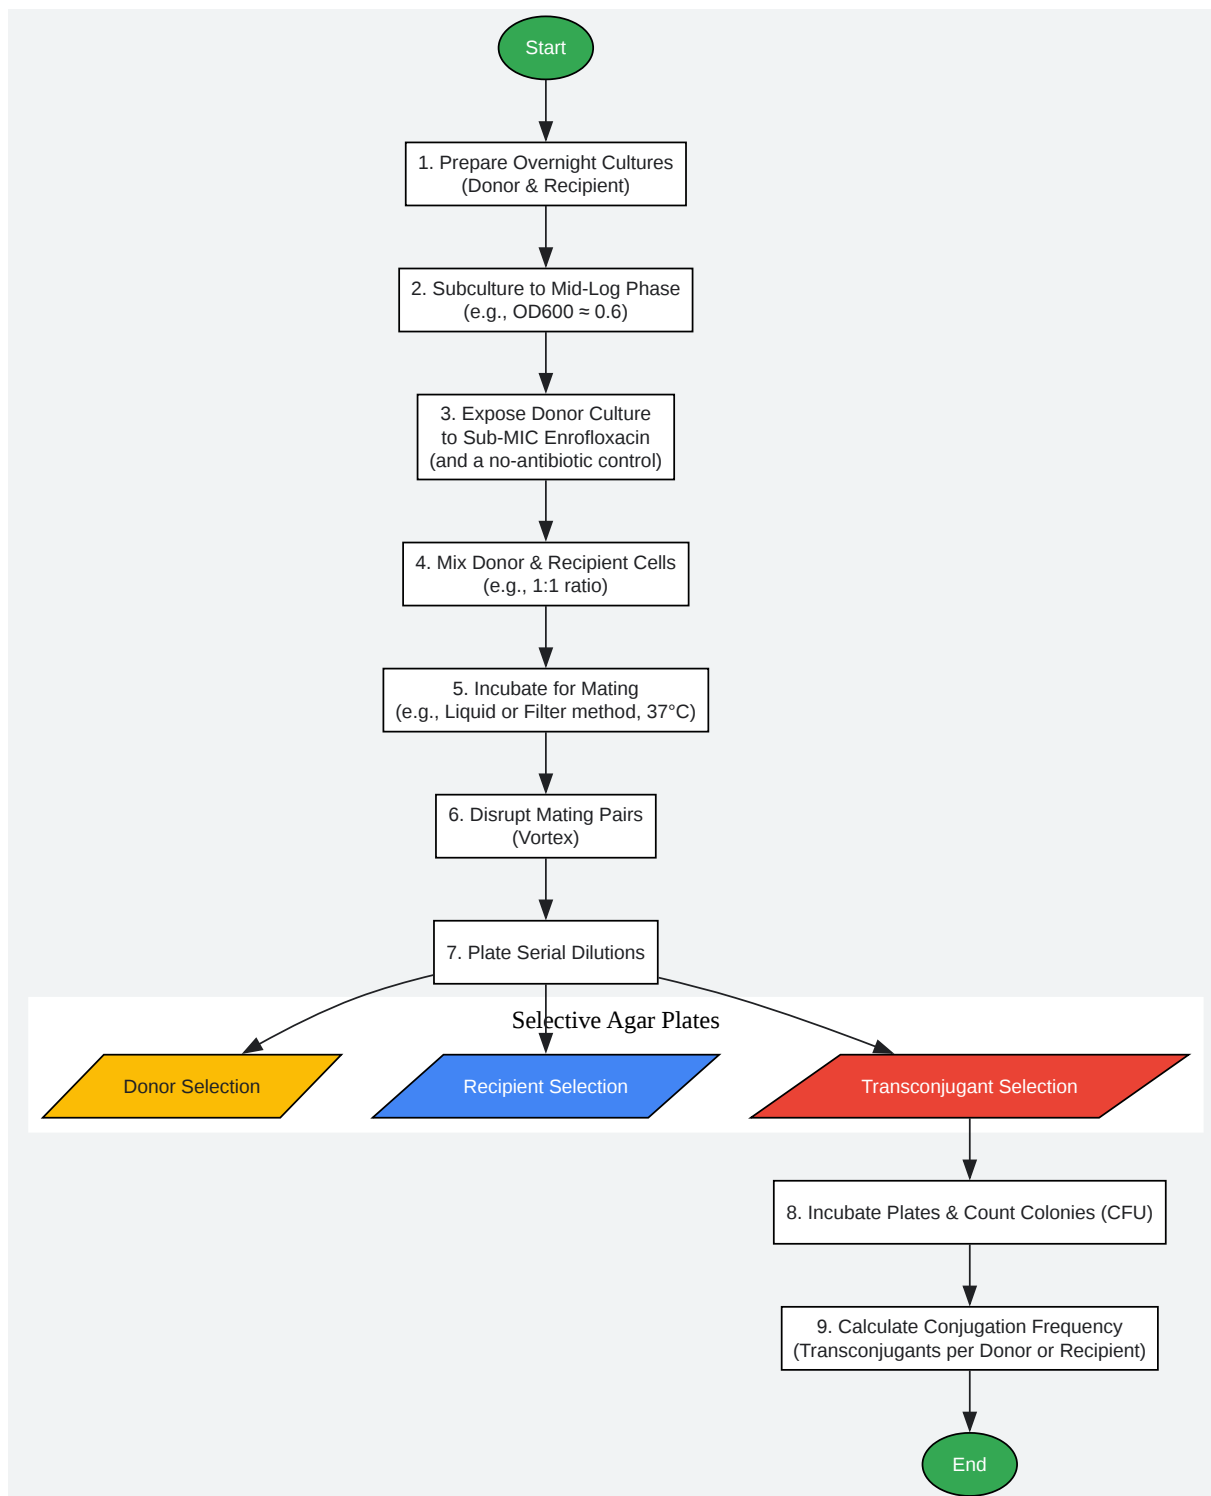 Start
1. Prepare Overnight Cultures
(Donor & Recipient)
2. Subculture to Mid-Log Phase
(e.g., OD600 ≈ 0.6)
3. Expose Donor Culture
to Sub-MIC Enrofloxacin
(and a no-antibiotic control)
4. Mix Donor & Recipient Cells
(e.g., 1:1 ratio)
5. Incubate for Mating
(e.g., Liquid or Filter method, 37°C)
6. Disrupt Mating Pairs
(Vortex)
7. Plate Serial Dilutions
Selective Agar Plates
Donor Selection
Recipient Selection
Transconjugant Selection
8. Incubate Plates & Count Colonies (CFU)
9. Calculate Conjugation Frequency
(Transconjugants per Donor or Recipient)
End